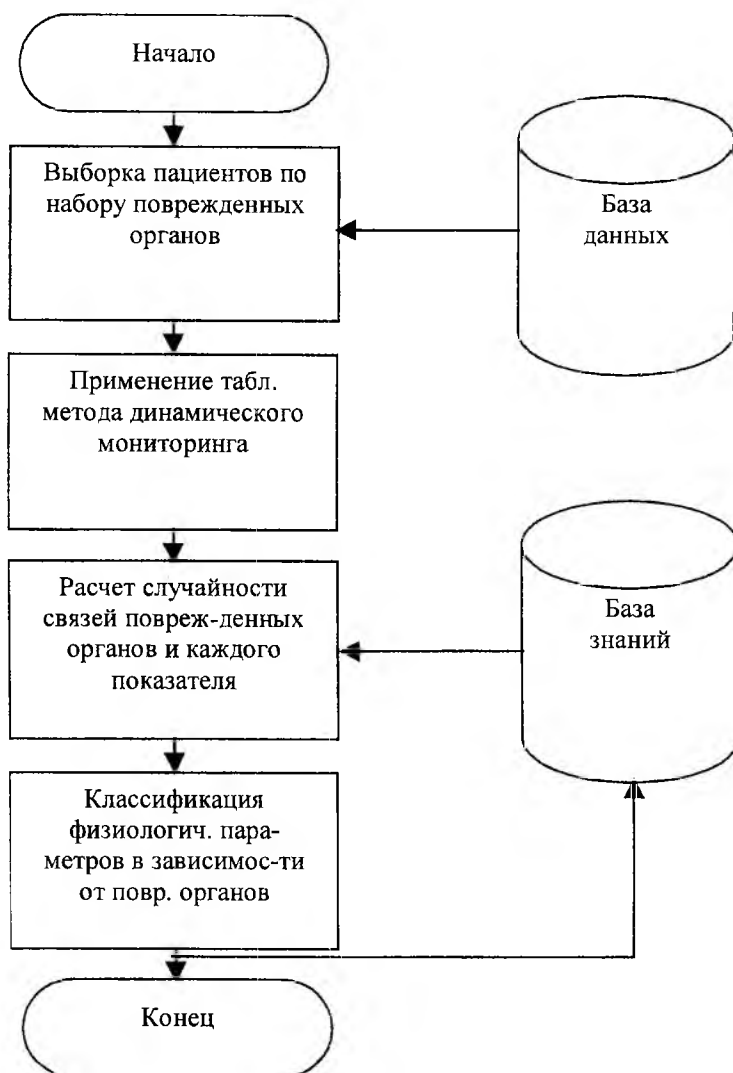 Начало
Выборка пациентов по
набору поврежденных
органов
База
данных
Применение табл.
метода динамического
мониторинга
Расчет случайности
связей повреж-денных
органов и каждого
показателя
База
знаний
Классификация
физиологич. пара-
метров в зависимос-ти
от повр. органов
Конец